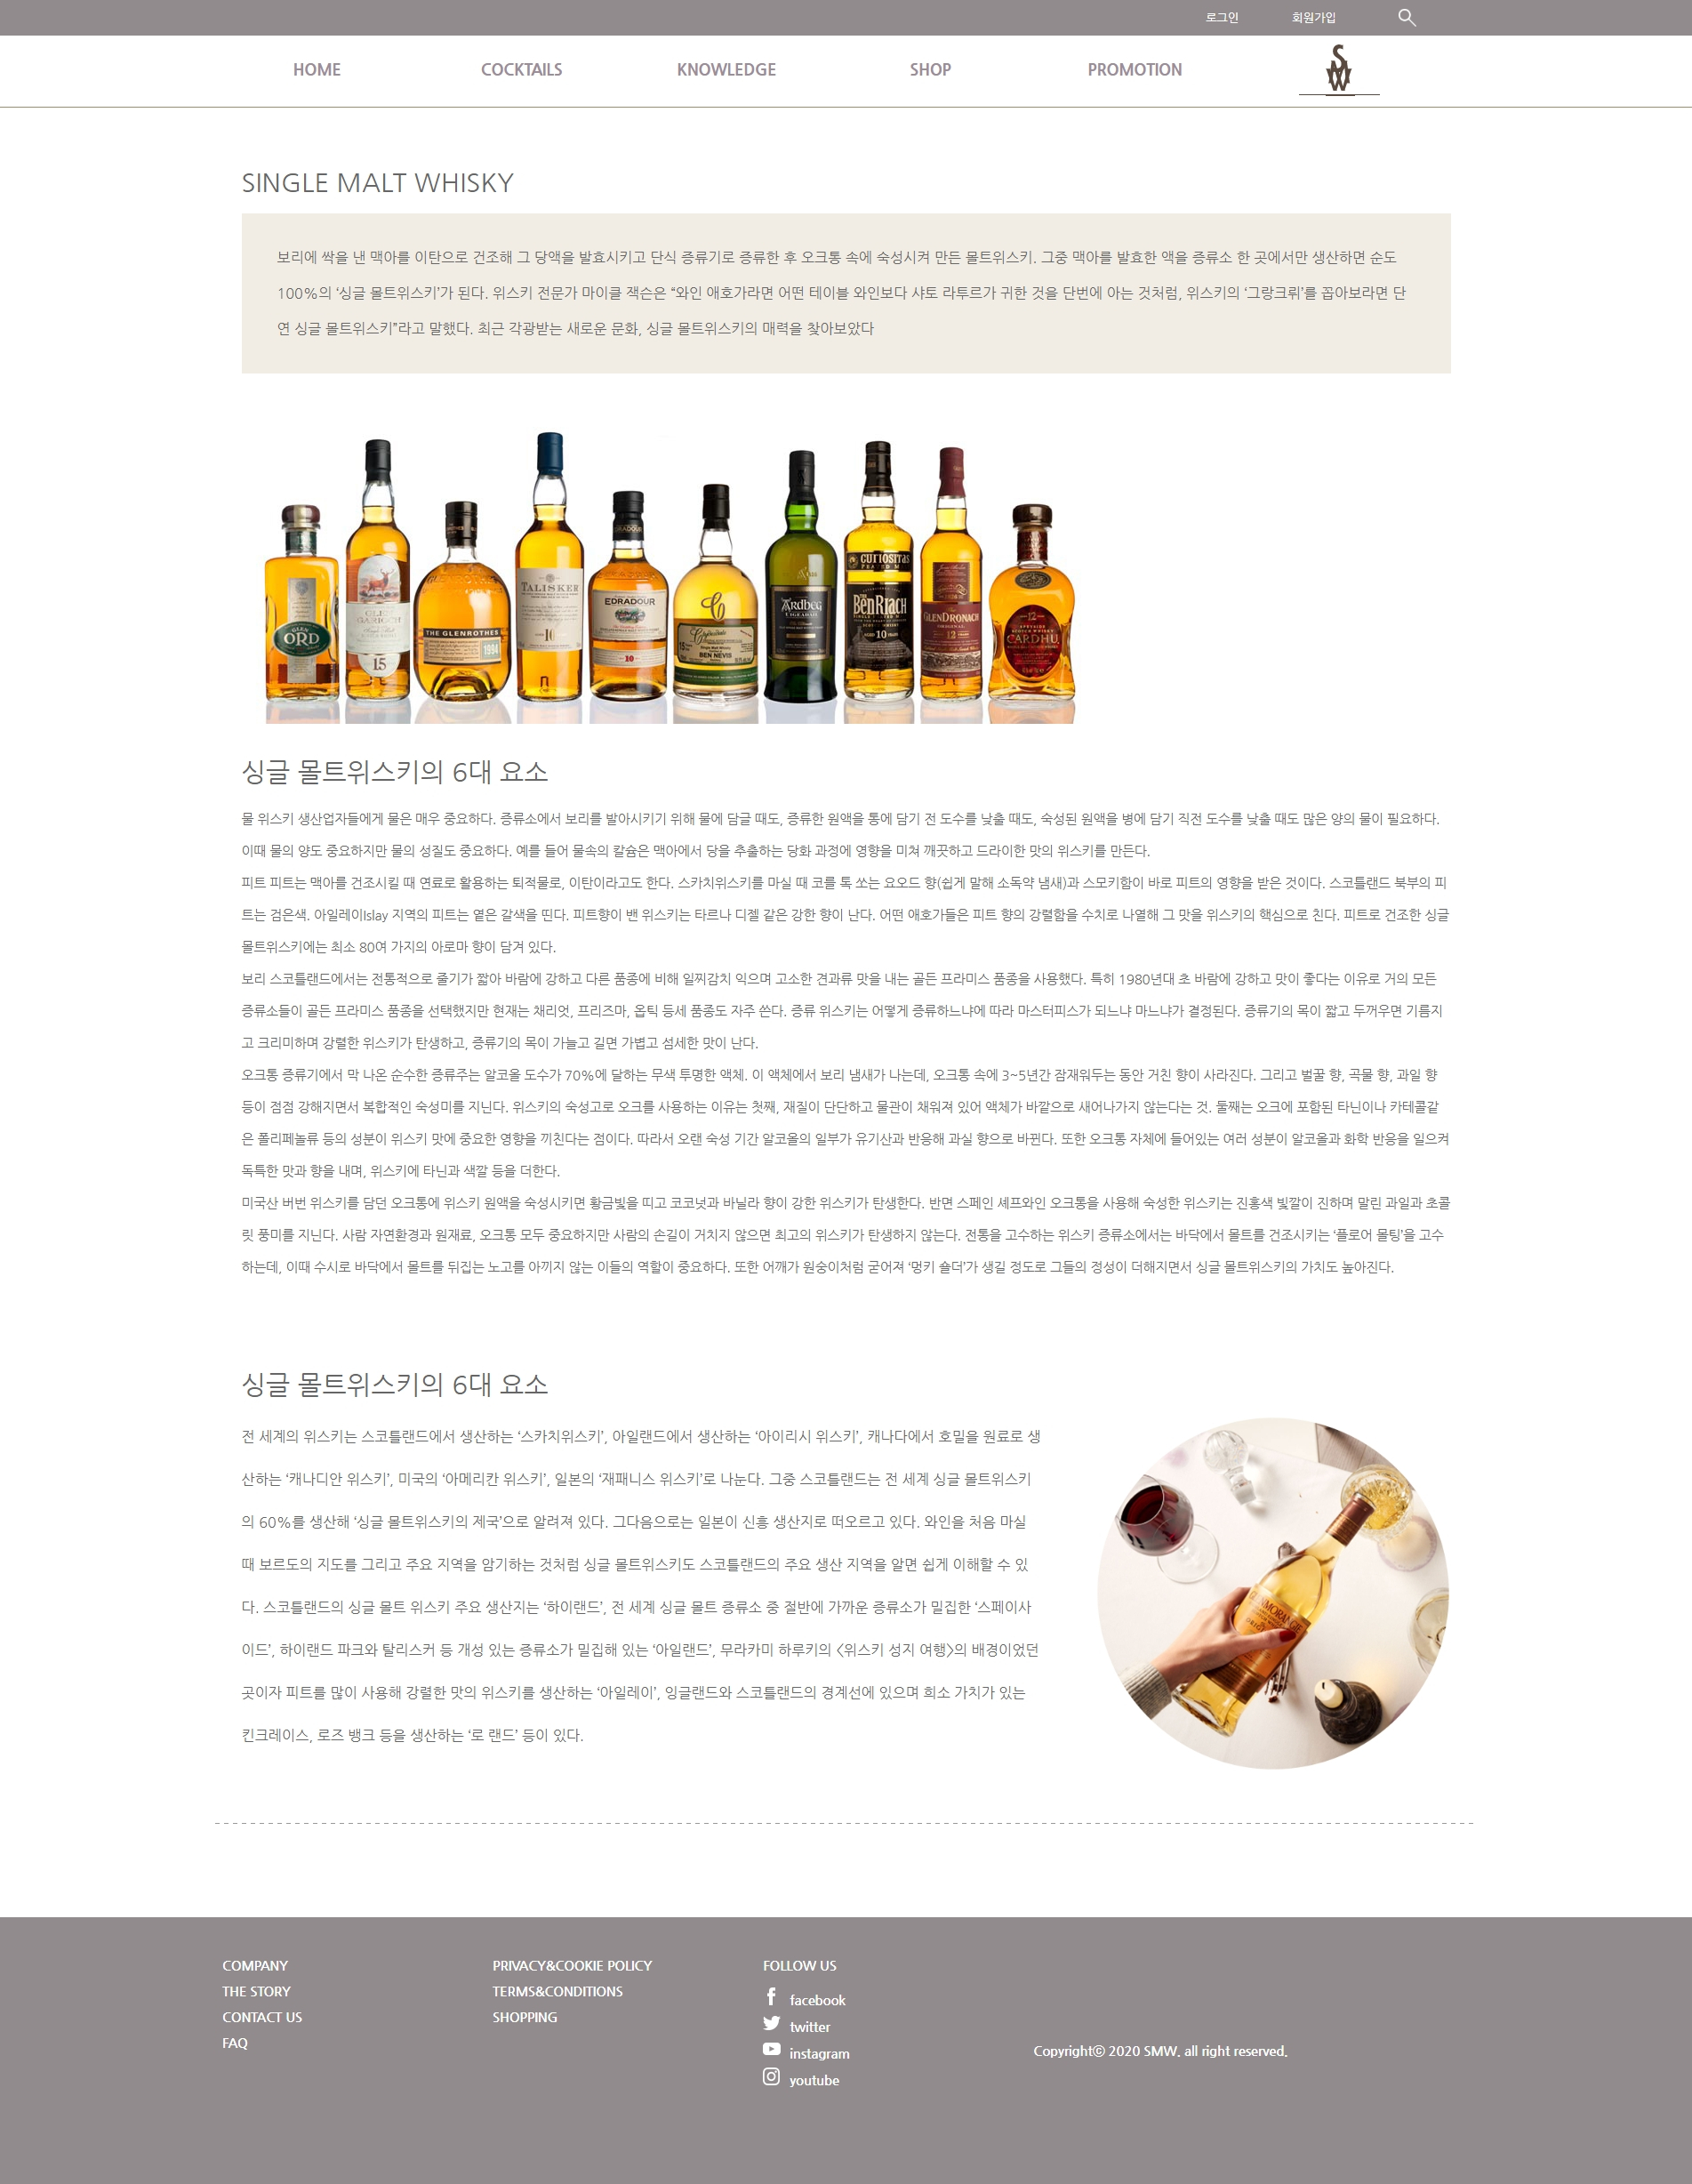 로그인 회원가입
HOME COCKTAILS KNOWLEDGE SHOP PROMOTION SMW
SINGLE MALT WHISKY
보리에 싹을 낸 맥아를 이탄으로 건조해 그 당액을 발효시키고 단식 증류기로 증류한 후 오크통 속에 숙성시켜 만든 몰트위스키. 그중 맥아를 발효한 액을 증류소 한 곳에서만 생산하면 순도
100%의 ‘싱글 몰트위스키’가 된다. 위스키 전문가 마이클 잭슨은 “와인 애호가라면 어떤 테이블 와인보다 샤토 라투르가 귀한 것을 단번에 아는 것처럼, 위스키의 ‘그랑크뤼’를 꼽아보라면 단
연 싱글 몰트위스키”라고 말했다. 최근 각광받는 새로운 문화, 싱글 몰트위스키의 매력을 찾아보았다
GLEN ORD
GLEN GARIOCH 15
THE GLENROTHES 1994
TALISKER 10
EDRADOUR 10
BEN NEVIS
ARDBEG
CURIOSITAS PEATED M BENRIACH AGED 10 YEARS
GLENDRONACH 12
12 CARDHU
싱글 몰트위스키의 6대 요소
물 위스키 생산업자들에게 물은 매우 중요하다. 증류소에서 보리를 발아시키기 위해 물에 담글 때도, 증류한 원액을 통에 담기 전 도수를 낮출 때도, 숙성된 원액을 병에 담기 직전 도수를 낮출 때도 많은 양의 물이 필요하다.
이때 물의 양도 중요하지만 물의 성질도 중요하다. 예를 들어 물속의 칼슘은 맥아에서 당을 추출하는 당화 과정에 영향을 미쳐 깨끗하고 드라이한 맛의 위스키를 만든다.
피트 피트는 맥아를 건조시킬 때 연료로 활용하는 퇴적물로, 이탄이라고도 한다. 스카치위스키를 마실 때 코를 톡 쏘는 요오드 향(쉽게 말해 소독약 냄새)과 스모키함이 바로 피트의 영향을 받은 것이다. 스코틀랜드 북부의 피
트는 검은색. 아일레이Islay 지역의 피트는 옅은 갈색을 띤다. 피트향이 밴 위스키는 타르나 디젤 같은 강한 향이 난다. 어떤 애호가들은 피트 향의 강렬함을 수치로 나열해 그 맛을 위스키의 핵심으로 친다. 피트로 건조한 싱글
몰트위스키에는 최소 80여 가지의 아로마 향이 담겨 있다.
보리 스코틀랜드에서는 전통적으로 줄기가 짧아 바람에 강하고 다른 품종에 비해 일찌감치 익으며 고소한 견과류 맛을 내는 골든 프라미스 품종을 사용했다. 특히 1980년대 초 바람에 강하고 맛이 좋다는 이유로 거의 모든
증류소들이 골든 프라미스 품종을 선택했지만 현재는 채리엇, 프리즈마, 옵틱 등세 품종도 자주 쓴다. 증류 위스키는 어떻게 증류하느냐에 따라 마스터피스가 되느냐 마느냐가 결정된다. 증류기의 목이 짧고 두꺼우면 기름지
고 크리미하며 강렬한 위스키가 탄생하고, 증류기의 목이 가늘고 길면 가볍고 섬세한 맛이 난다.
오크통 증류기에서 막 나온 순수한 증류주는 알코올 도수가 70%에 달하는 무색 투명한 액체. 이 액체에서 보리 냄새가 나는데, 오크통 속에 3~5년간 잠재워두는 동안 거친 향이 사라진다. 그리고 벌꿀 향, 곡물 향, 과일 향
등이 점점 강해지면서 복합적인 숙성미를 지닌다. 위스키의 숙성고로 오크를 사용하는 이유는 첫째, 재질이 단단하고 물관이 채워져 있어 액체가 바깥으로 새어나가지 않는다는 것. 둘째는 오크에 포함된 타닌이나 카테콜같
은 폴리페놀류 등의 성분이 위스키 맛에 중요한 영향을 끼친다는 점이다. 따라서 오랜 숙성 기간 알코올의 일부가 유기산과 반응해 과실 향으로 바뀐다. 또한 오크통 자체에 들어있는 여러 성분이 알코올과 화학 반응을 일으켜
독특한 맛과 향을 내며, 위스키에 타닌과 색깔 등을 더한다.
미국산 버번 위스키를 담던 오크통에 위스키 원액을 숙성시키면 황금빛을 띠고 코코넛과 바닐라 향이 강한 위스키가 탄생한다. 반면 스페인 셰프와인 오크통을 사용해 숙성한 위스키는 진홍색 빛깔이 진하며 말린 과일과 초콜
릿 풍미를 지닌다. 사람 자연환경과 원재료, 오크통 모두 중요하지만 사람의 손길이 거치지 않으면 최고의 위스키가 탄생하지 않는다. 전통을 고수하는 위스키 증류소에서는 바닥에서 몰트를 건조시키는 ‘플로어 몰팅’을 고수
하는데, 이때 수시로 바닥에서 몰트를 뒤집는 노고를 아끼지 않는 이들의 역할이 중요하다. 또한 어깨가 원숭이처럼 굳어져 ‘멍키 숄더’가 생길 정도로 그들의 정성이 더해지면서 싱글 몰트위스키의 가치도 높아진다.
싱글 몰트위스키의 6대 요소
전 세계의 위스키는 스코틀랜드에서 생산하는 ‘스카치위스키’, 아일랜드에서 생산하는 ‘아이리시 위스키’, 캐나다에서 호밀을 원료로 생
산하는 ‘캐나디안 위스키’, 미국의 ‘아메리칸 위스키’, 일본의 ‘재패니스 위스키’로 나눈다. 그중 스코틀랜드는 전 세계 싱글 몰트위스키
의 60%를 생산해 ‘싱글 몰트위스키의 제국’으로 알려져 있다. 그다음으로는 일본이 신흥 생산지로 떠오르고 있다. 와인을 처음 마실
때 보르도의 지도를 그리고 주요 지역을 암기하는 것처럼 싱글 몰트위스키도 스코틀랜드의 주요 생산 지역을 알면 쉽게 이해할 수 있
다. 스코틀랜드의 싱글 몰트 위스키 주요 생산지는 ‘하이랜드’, 전 세계 싱글 몰트 증류소 중 절반에 가까운 증류소가 밀집한 ‘스페이사
이드’, 하이랜드 파크와 탈리스커 등 개성 있는 증류소가 밀집해 있는 ‘아일랜드’, 무라카미 하루키의 〈위스키 성지 여행〉의 배경이었던
곳이자 피트를 많이 사용해 강렬한 맛의 위스키를 생산하는 ‘아일레이’, 잉글랜드와 스코틀랜드의 경계선에 있으며 희소 가치가 있는
킨크레이스, 로즈 뱅크 등을 생산하는 ‘로 랜드’ 등이 있다.
COMPANY
THE STORY
CONTACT US
FAQ
PRIVACY&COOKIE POLICY
TERMS&CONDITIONS
SHOPPING
FOLLOW US
facebook
twitter
instagram
youtube
Copyrightⓒ 2020 SMW. all right reserved.